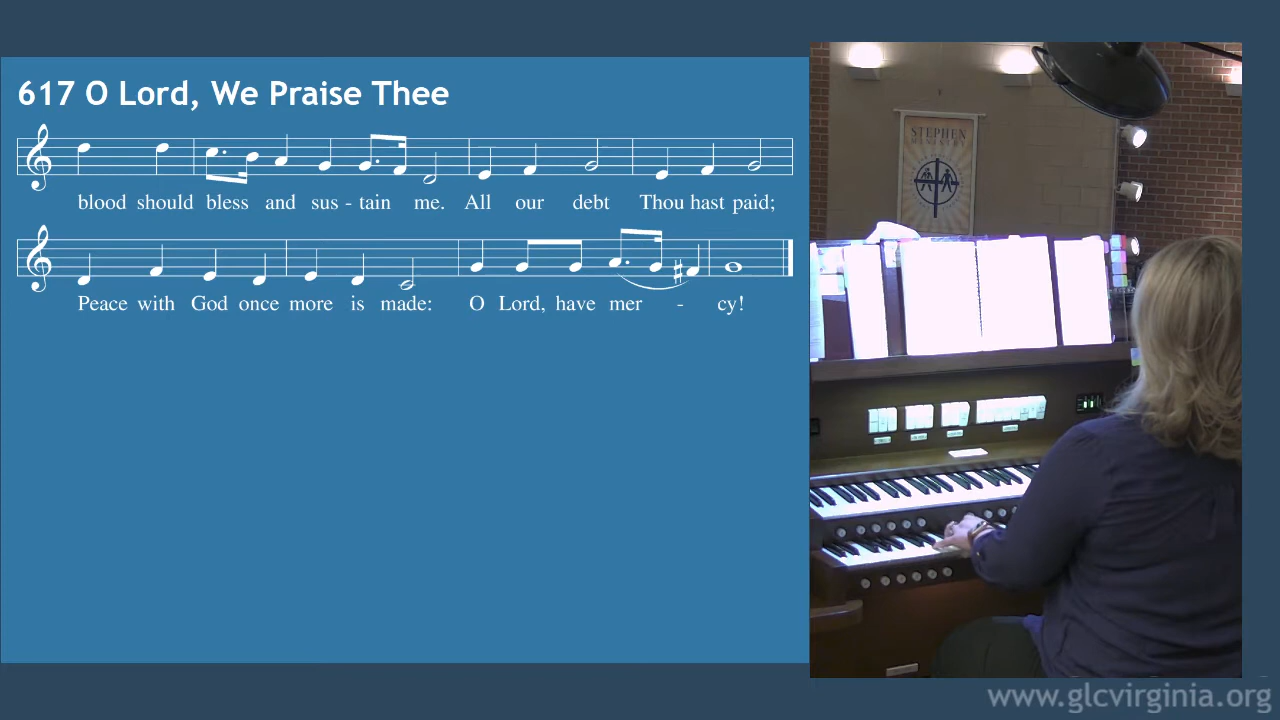 617 O Lord, We Praise Thee
blood should bless and sus - tain me. All our debt Thou hast paid;
Peace with God once more is made: O Lord, have mer - cy!
STEPHEN
MINISTRY
www.glcvirginia.org